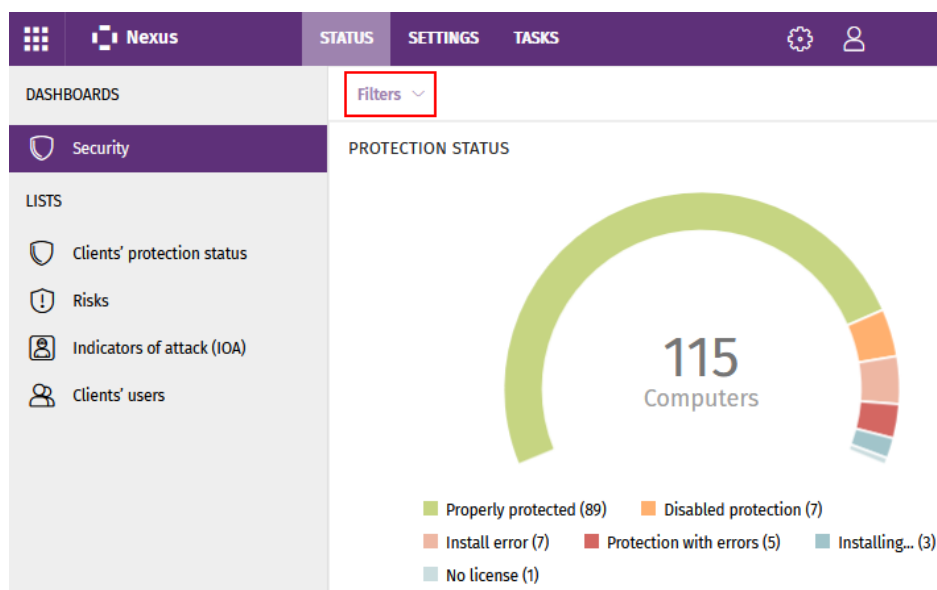 Nexus STATUS SETTINGS TASKS
DASHBOARDS
Filters
Security
PROTECTION STATUS
LISTS
Clients' protection status
Risks
Indicators of attack (IOA)
Clients' users
115
Computers
Properly protected (89) Disabled protection (7)
Install error (7) Protection with errors (5) Installing... (3)
No license (1)